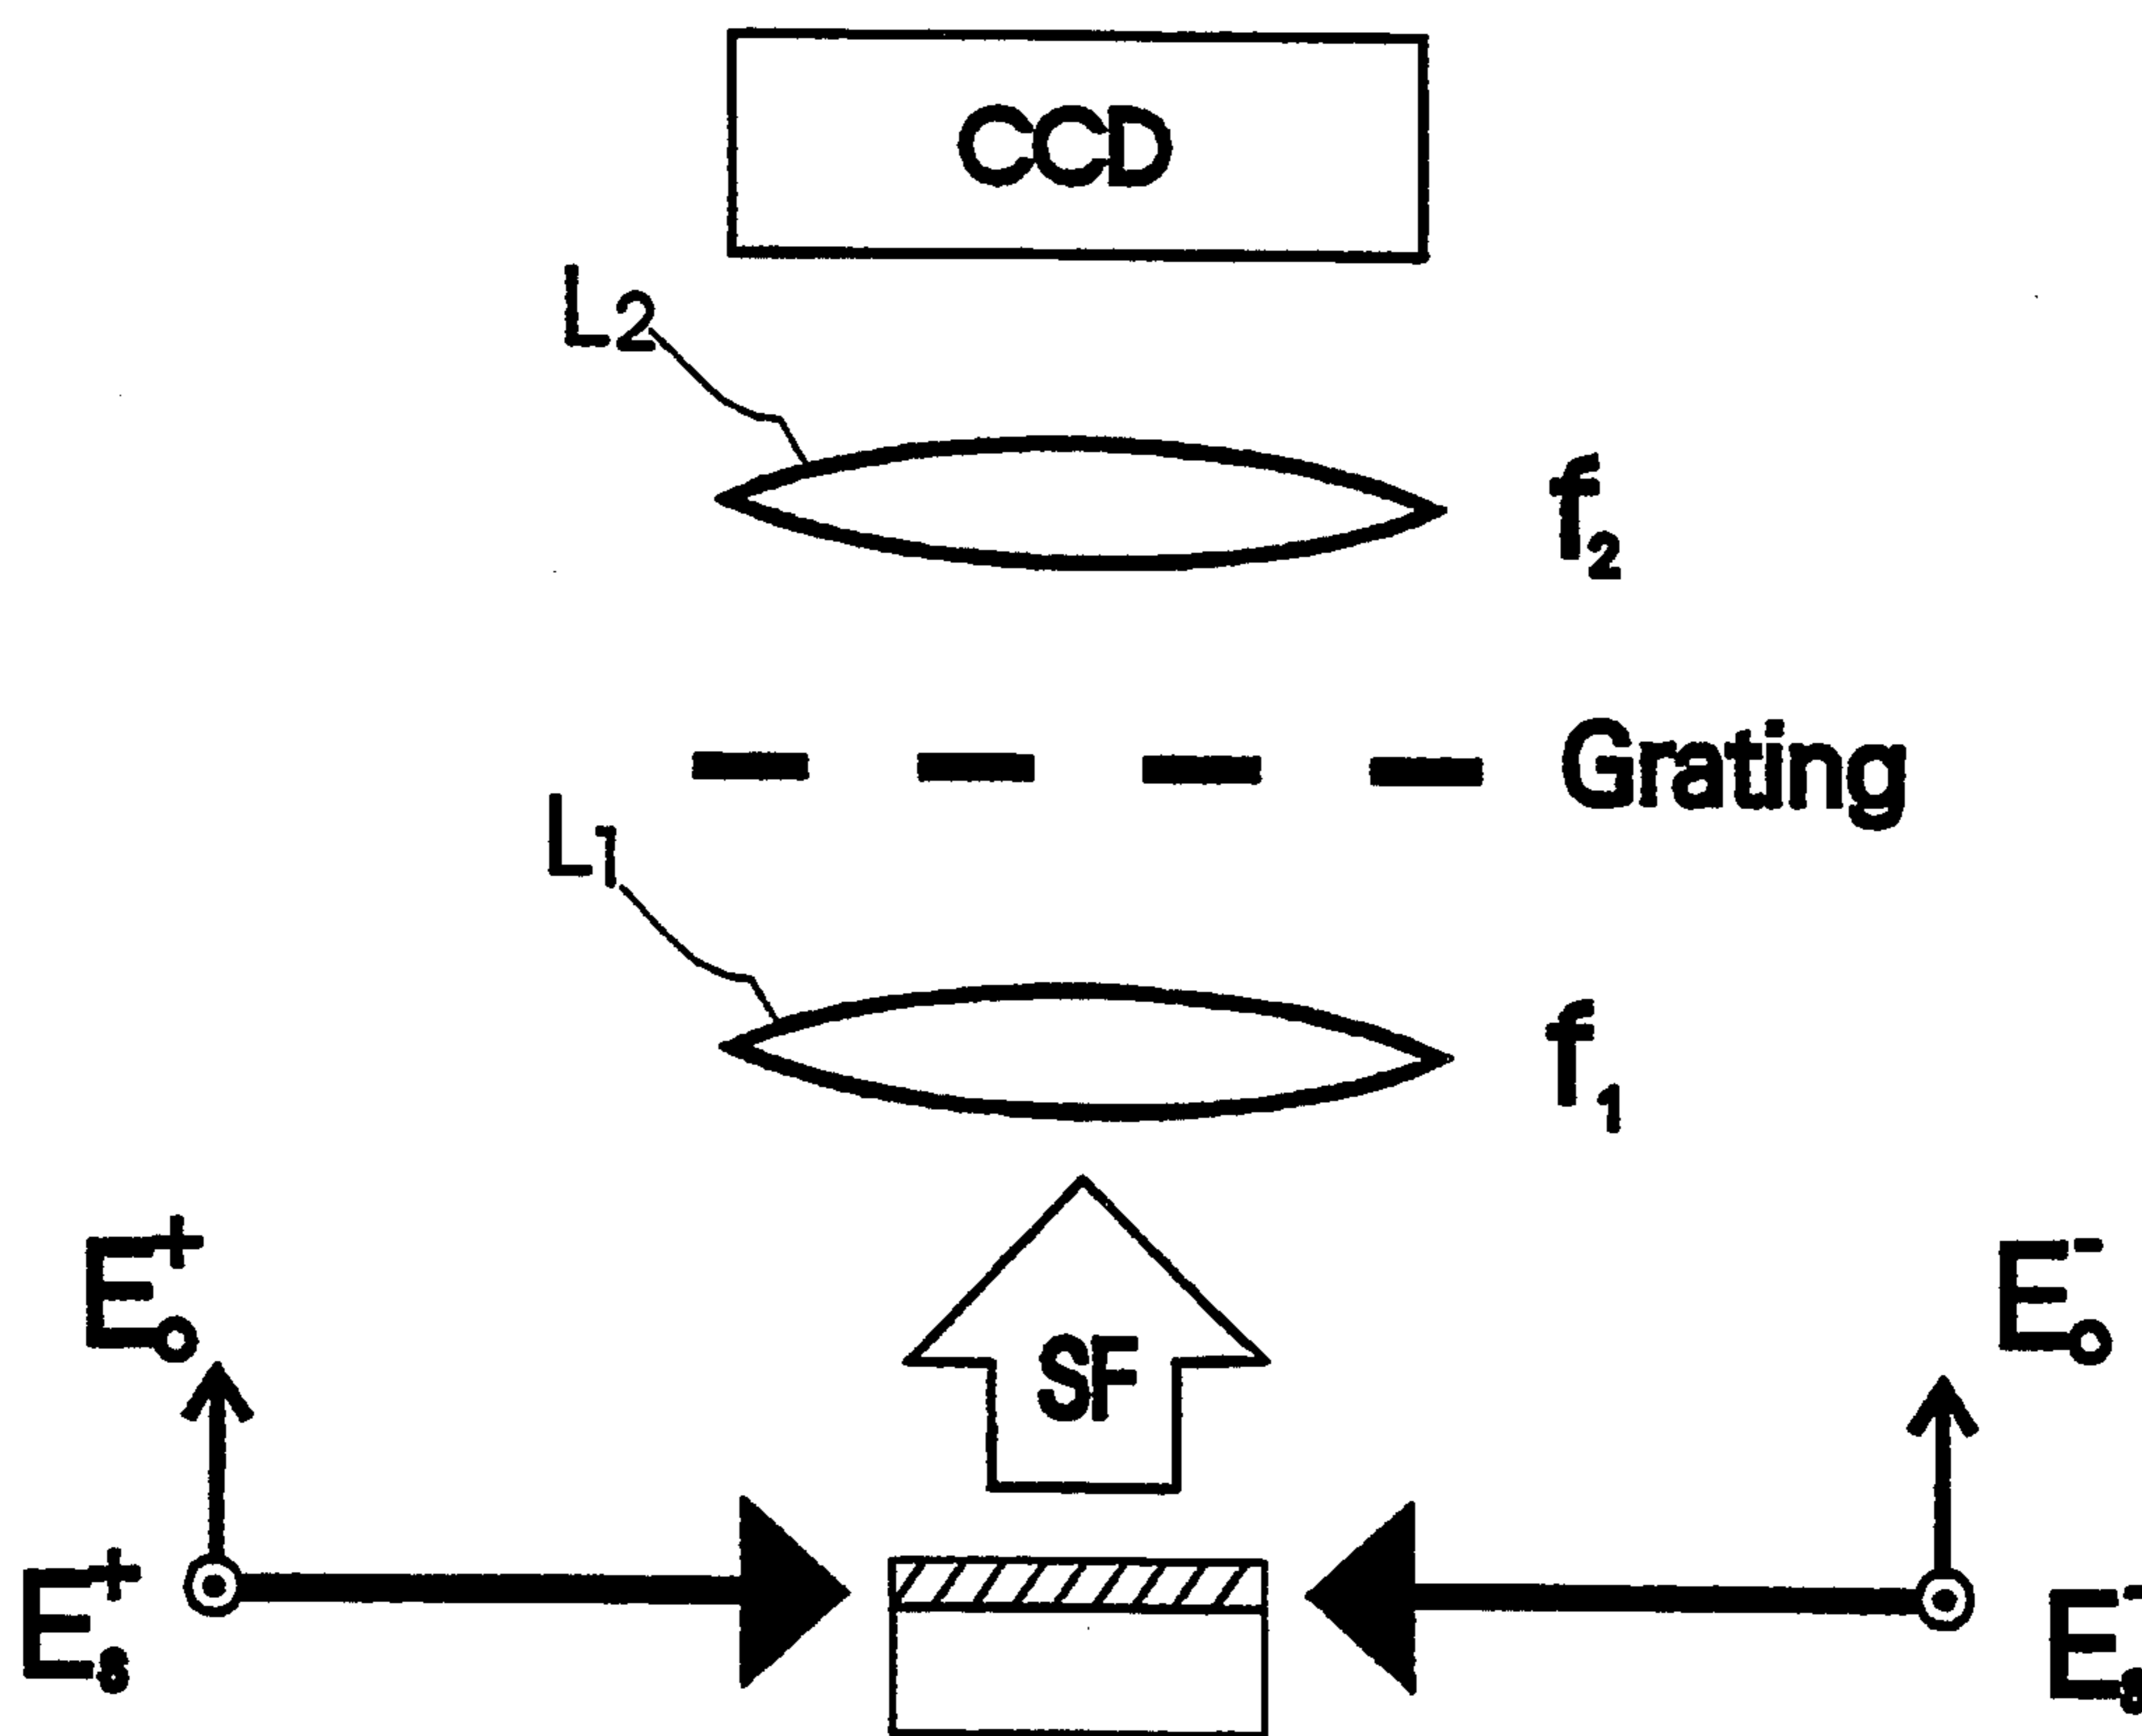 CCD
L2
f2
Grating
L1
f1
E+o
E-o
SF
E+s
E-s